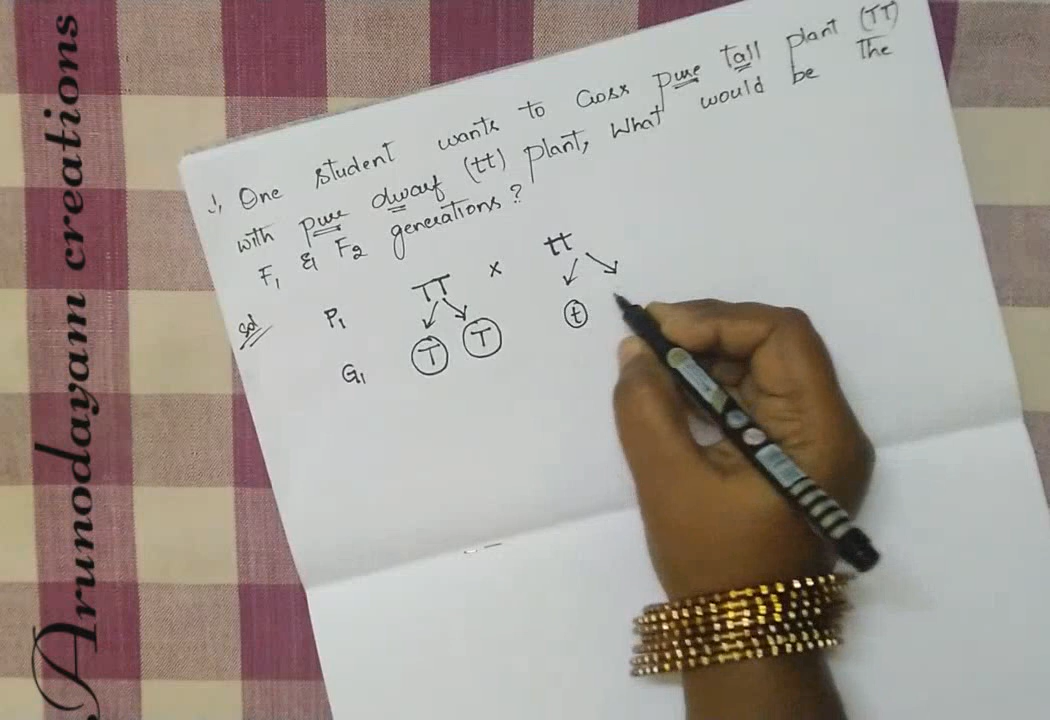 Arunodayam creations
1, One student wants to Cross pure tall plant (TT)
with pure dwarf (tt) plant, What would be the
F₁ & F₂ generations?
Sol
P₁ TT x tt
G₁ T T t